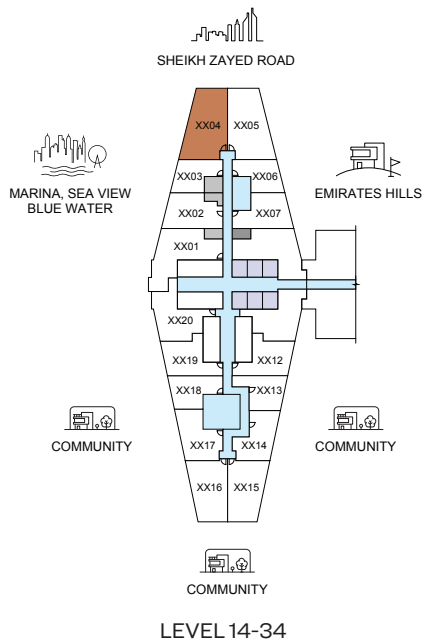 SHEIKH ZAYED ROAD
XX04
XX05
XX03
XX06
MARINA, SEA VIEW
BLUE WATER
EMIRATES HILLS
XX02
XX07
XX01
XX20
XX19
XX12
XX18
XX13
COMMUNITY
COMMUNITY
XX17
XX14
XX16
XX15
COMMUNITY
LEVEL 14-34